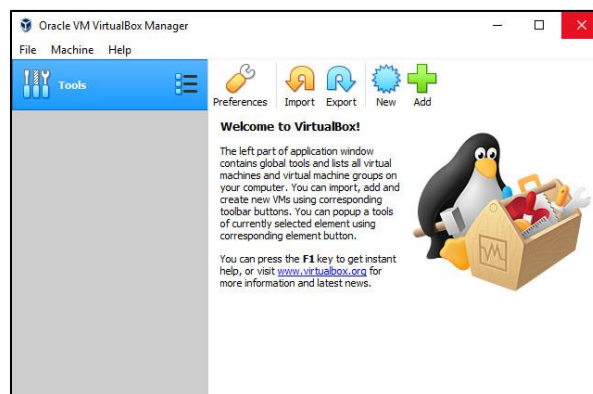 Oracle VM VirtualBox Manager
File Machine Help
Tools
Preferences Import Export New Add
Welcome to VirtualBox!
The left part of application window
contains global tools and lists all virtual
machines and virtual machine groups on
your computer. You can import, add and
create new VMs using corresponding
toolbar buttons. You can popup a tools
of currently selected element using
corresponding element button.
You can press the F1 key to get instant
help, or visit www.virtualbox.org for
more information and latest news.